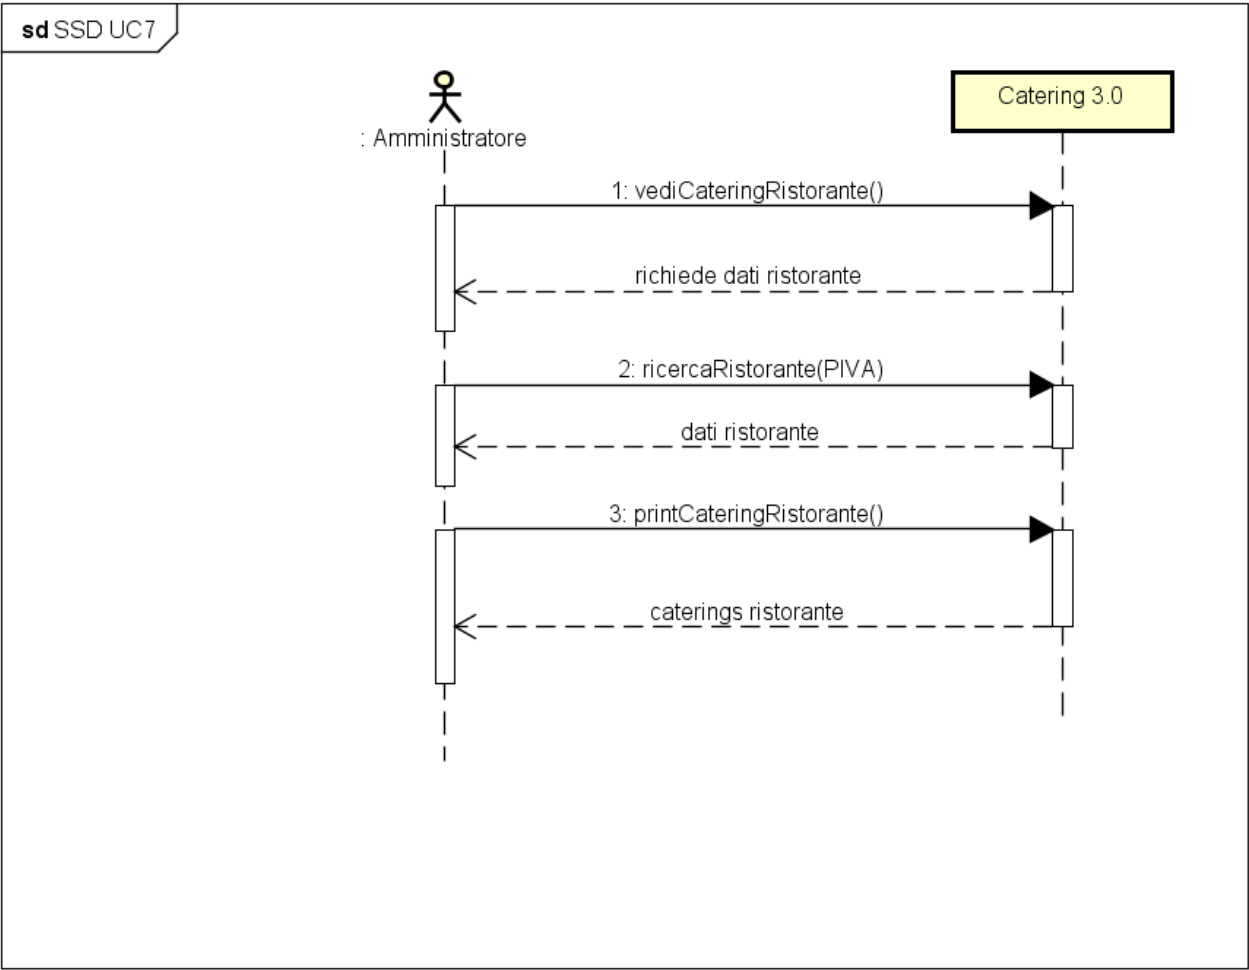 sd SSD UC7
Catering 3.0
: Amministratore
1: vediCateringRistorante()
richiede dati ristorante
2: ricercaRistorante(PIVA)
dati ristorante
3: printCateringRistorante()
caterings ristorante